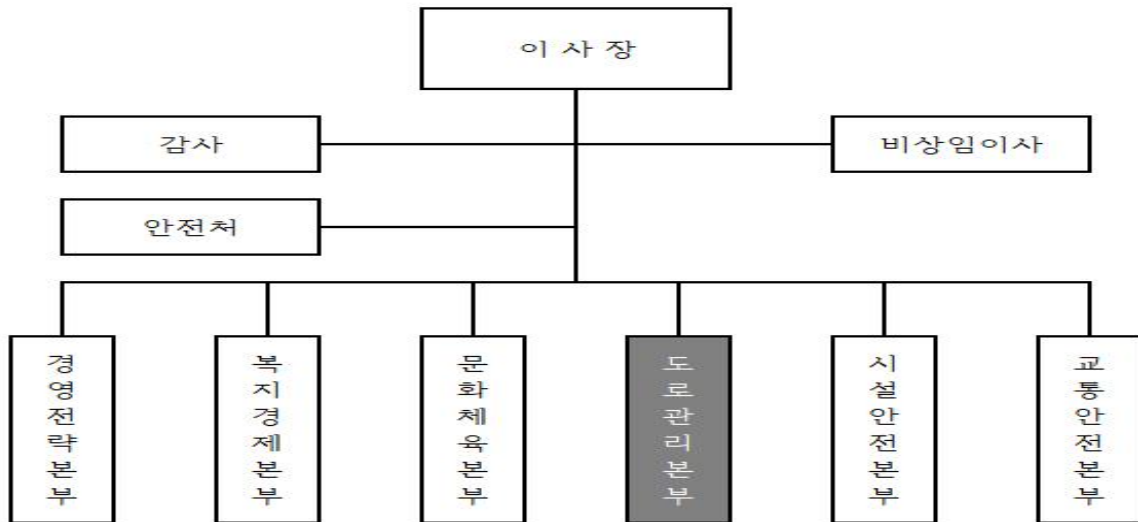 이 사 장
감사
비상임이사
안전처
경영전략본부
복지경제본부
문화체육본부
도로관리본부
시설안전본부
교통안전본부